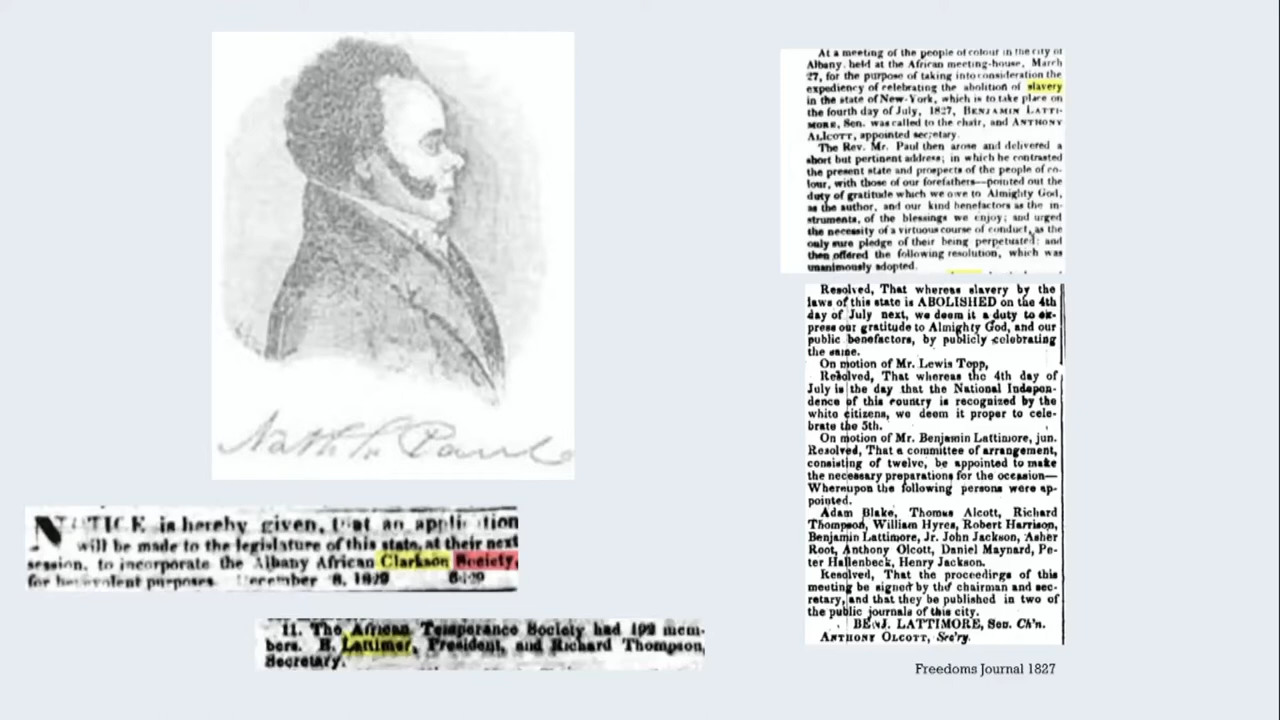 Nath.l Paul
NOTICE is hereby given, that an application
will be made to the legislature of this state, at their next
session, to incorporate the Albany African Clarkson Society,
for benevolent purposes. December 8, 1829
11. The African Temperance Society had 192 mem-
bers. B. Lattimer, President, and Richard Thompson,
Secretary.
At a meeting of the people of colour in the city of
Albany, held at the African meeting-house, March
27, for the purpose of taking into consideration the
expediency of celebrating the abolition of slavery
in the state of New-York, which is to take place on
the fourth day of July, 1827, BENJAMIN LATTI-
MORE, Sen. was called to the chair, and ANTHONY
ALLCOTT, appointed secretary.
The Rev. Mr. Paul then arose and delivered a
short but pertinent address; in which he contrasted
the present state and prospects of the people of co-
lour, with those of our forefathers—pointed out the
duty of gratitude which we owe to Almighty God,
as the author, and our kind benefactors as the in-
struments, of the blessings we enjoy; and urged
the necessity of a virtuous course of conduct, as the
only sure pledge of their being perpetuated; and
then offered the following resolution, which was
unanimously adopted.
Resolved, That whereas slavery by the
laws of this state is ABOLISHED on the 4th
day of July next, we deem it a duty to ex-
press our gratitude to Almighty God, and our
public benefactors, by publicly celebrating
the same.
On motion of Mr. Lewis Topp,
Resolved, That whereas the 4th day of
July is the day that the National Indepen-
dence of this country is recognized by the
white citizens, we deem it proper to cele-
brate the 5th.
On motion of Mr. Benjamin Lattimore, jun.
Resolved, That a committee of arrangement,
consisting of twelve, be appointed to make
the necessary preparations for the occasion—
Whereupon the following persons were ap-
pointed.
Adam Blake, Thomas Alcott, Richard
Thompson, William Hyres, Robert Harrison,
Benjamin Lattimore, Jr. John Jackson, Asher
Root, Anthony Olcott, Daniel Maynard, Pe-
ter Hallenbeck, Henry Jackson.
Resolved, That the proceedings of this
meeting be signed by the chairman and sec-
retary, and that they be published in two of
the public journals of this city.
BENJ. LATTIMORE, Sen. Ch'n.
ANTHONY OLCOTT, Sec'ry.
Freedoms Journal 1827